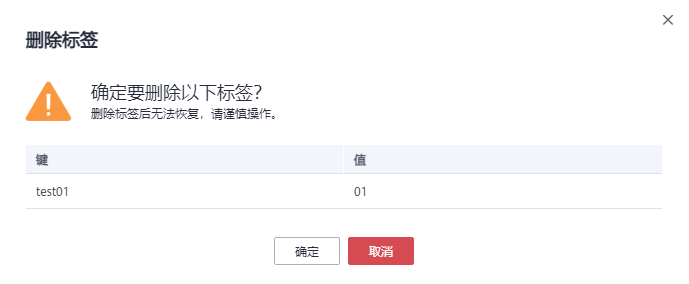 删除标签
确定要删除以下标签?
删除标签后无法恢复，请谨慎操作。
键 值
test01 01
确定 取消